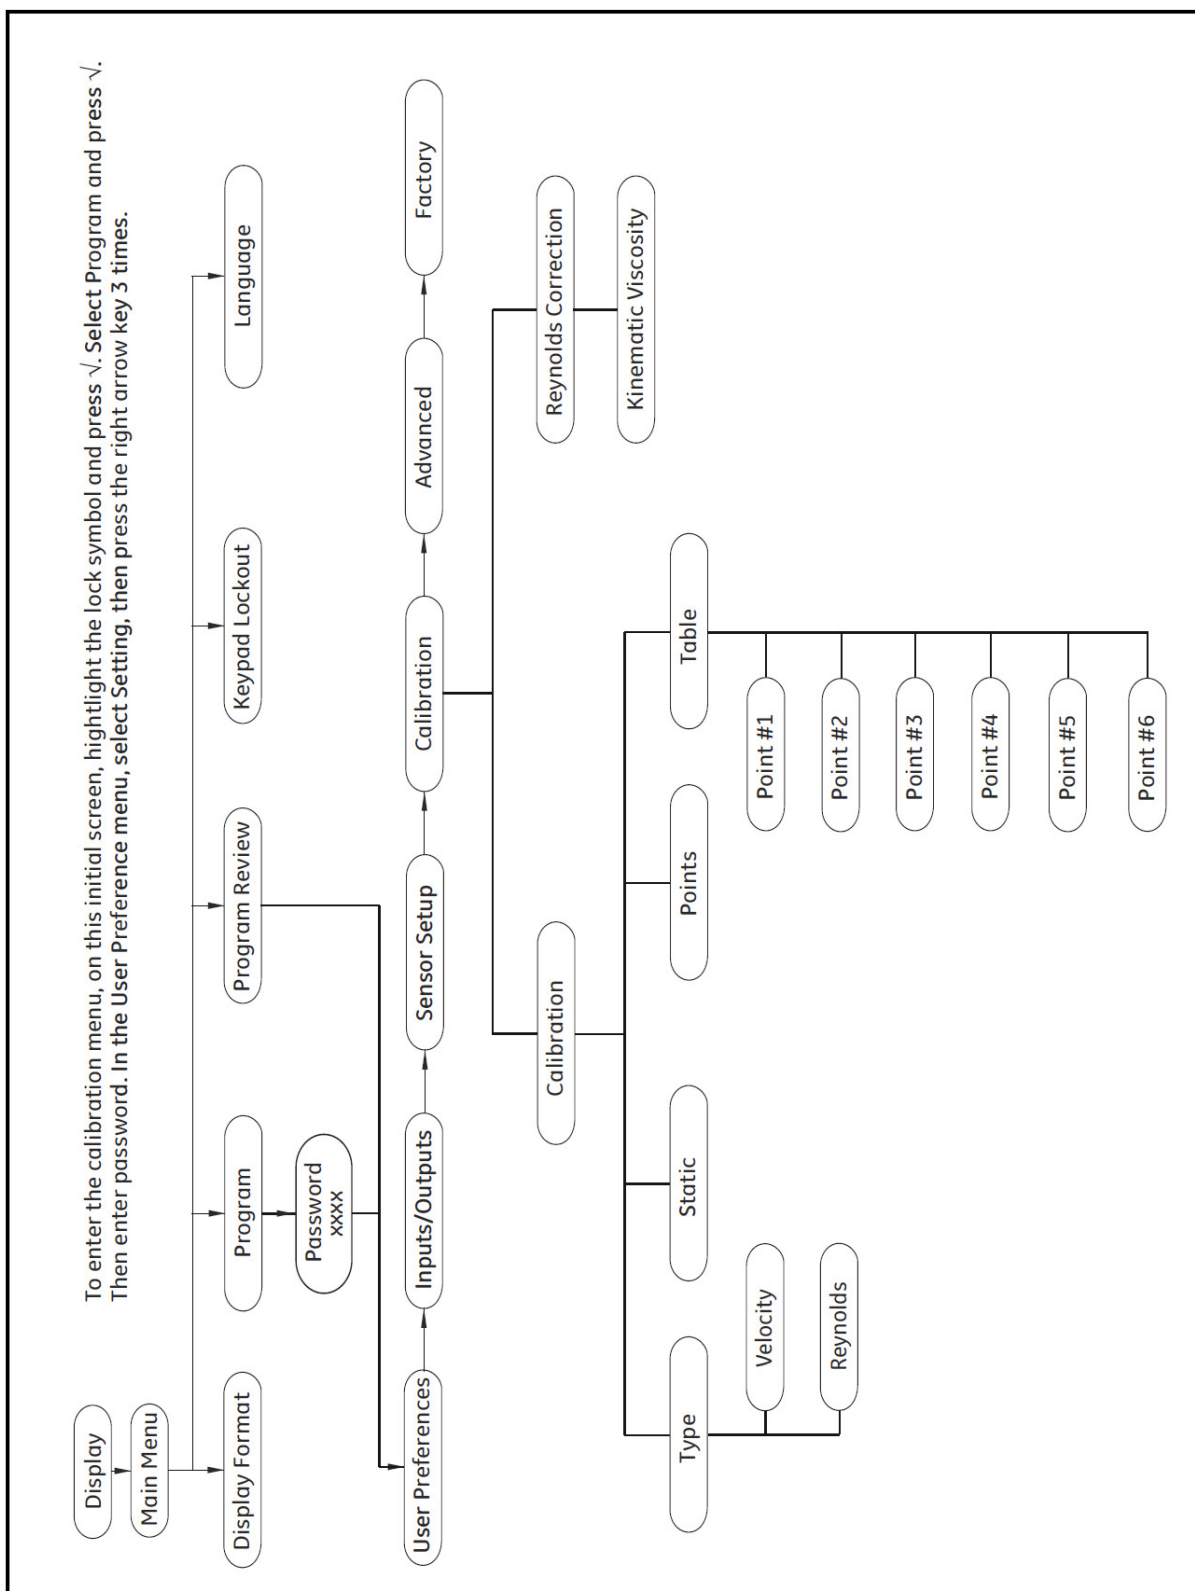 To enter the calibration menu, on this initial screen, hightlight the lock symbol and press √. Select Program and press √.
Then enter password. In the User Preference menu, select Setting, then press the right arrow key 3 times.
Display
Main Menu
Display Format
Program
Program Review
Keypad Lockout
Language
Password
xxxx
User Preferences
Inputs/Outputs
Sensor Setup
Calibration
Advanced
Factory
Calibration
Reynolds Correction
Kinematic Viscosity
Type
Static
Points
Table
Velocity
Reynolds
Point #1
Point #2
Point #3
Point #4
Point #5
Point #6